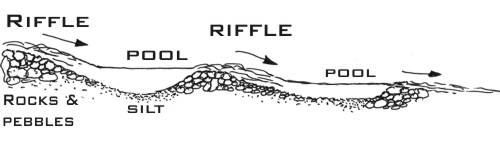 RIFFLE
RIFFLE
POOL
POOL
ROCKS &
PEBBLES
SILT